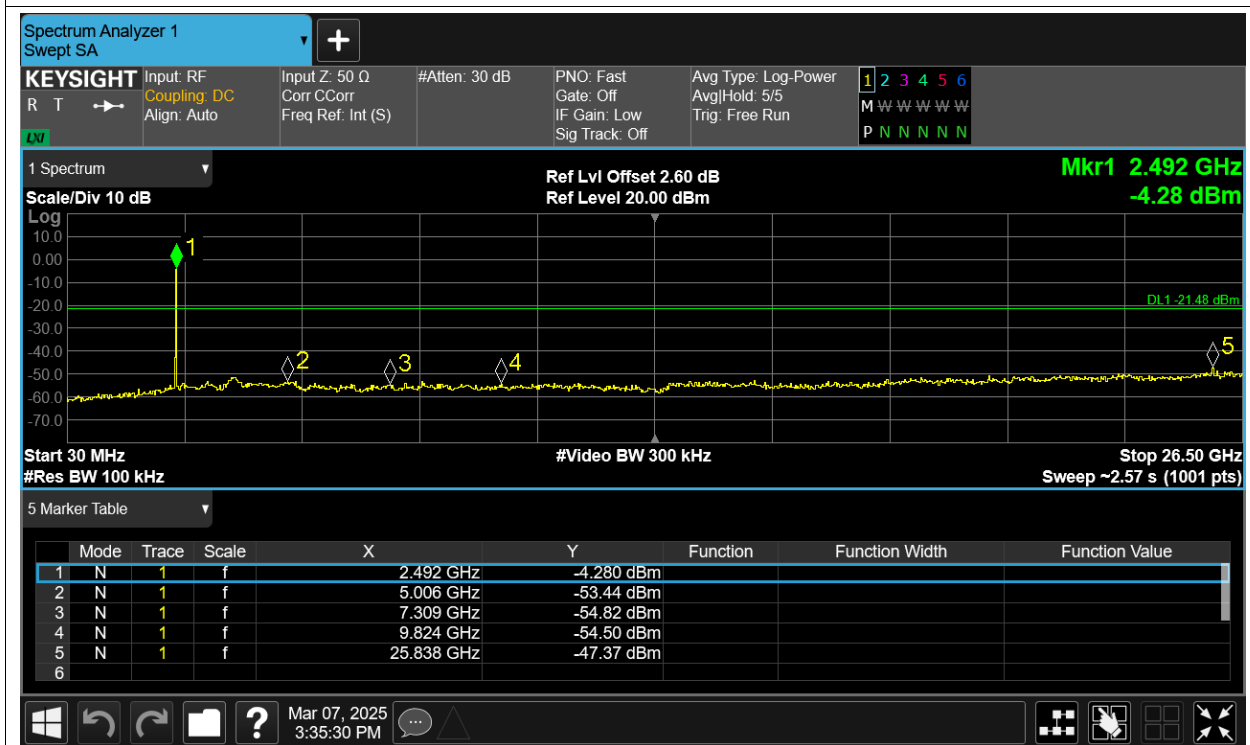 Spectrum Analyzer 1
Swept SA
KEYSIGHT
R T
LXI
Input: RF
Coupling: DC
Align: Auto
Input Z: 50 Ω
Corr CCorr
Freq Ref: Int (S)
#Atten: 30 dB
PNO: Fast
Gate: Off
IF Gain: Low
Sig Track: Off
Avg Type: Log-Power
Avg|Hold: 5/5
Trig: Free Run
1 2 3 4 5 6
M W W W W W
P N N N N N
1 Spectrum
Scale/Div 10 dB
Ref Lvl Offset 2.60 dB
Ref Level 20.00 dBm
Mkr1 2.492 GHz
-4.28 dBm
Log
10.0
0.00
-10.0
-20.0
-30.0
-40.0
-50.0
-60.0
-70.0
1
2
3
4
5
DL1 -21.48 dBm
Start 30 MHz
#Res BW 100 kHz
#Video BW 300 kHz
Stop 26.50 GHz
Sweep ~2.57 s (1001 pts)
5 Marker Table
Mode Trace Scale X Y Function Function Width Function Value
1 N 1 f 2.492 GHz -4.280 dBm
2 N 1 f 5.006 GHz -53.44 dBm
3 N 1 f 7.309 GHz -54.82 dBm
4 N 1 f 9.824 GHz -54.50 dBm
5 N 1 f 25.838 GHz -47.37 dBm
6
?
Mar 07, 2025
3:35:30 PM